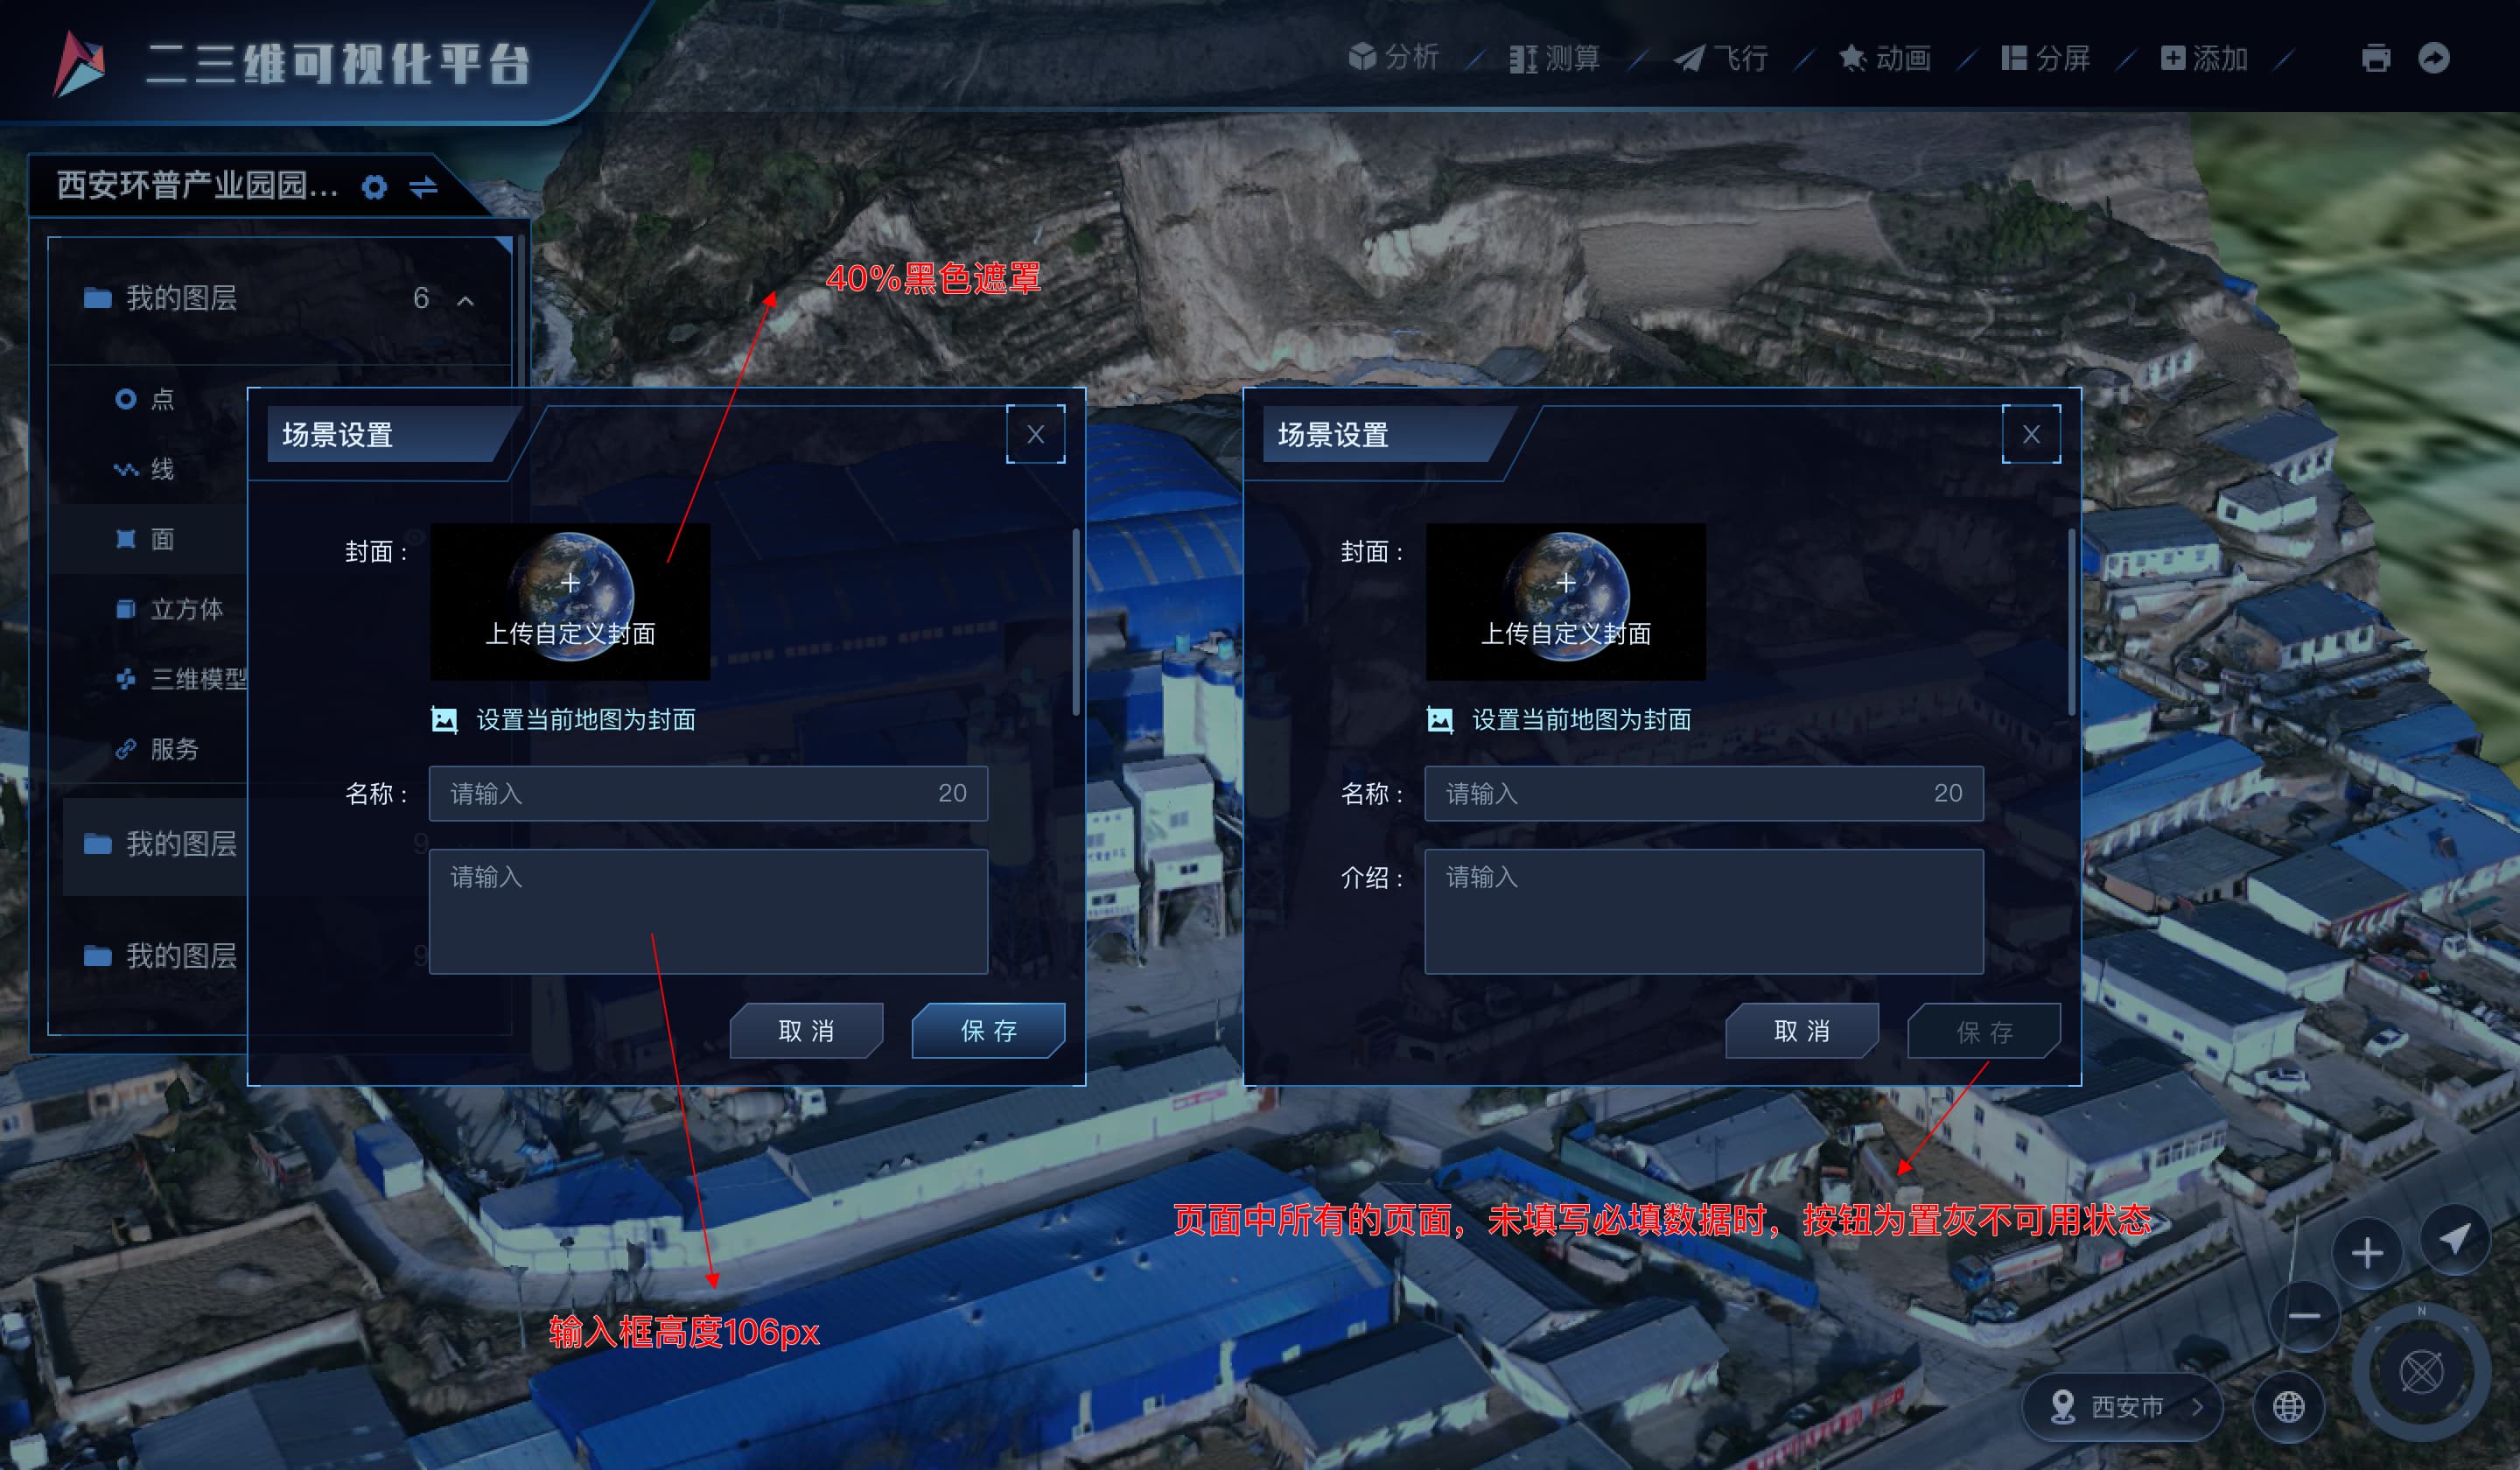 二三维可视化平台
分析
测算
飞行
动画
分屏
添加
西安环普产业园园...
我的图层 6
点
线
面
立方体
三维模型
服务
我的图层 9
我的图层 9
40%黑色遮罩
场景设置
X
封面：
上传自定义封面
设置当前地图为封面
名称： 请输入 20
请输入
取 消
保 存
输入框高度106px
场景设置
X
封面：
上传自定义封面
设置当前地图为封面
名称： 请输入 20
介绍： 请输入
取 消
保 存
页面中所有的页面，未填写必填数据时，按钮为置灰不可用状态
N
西安市